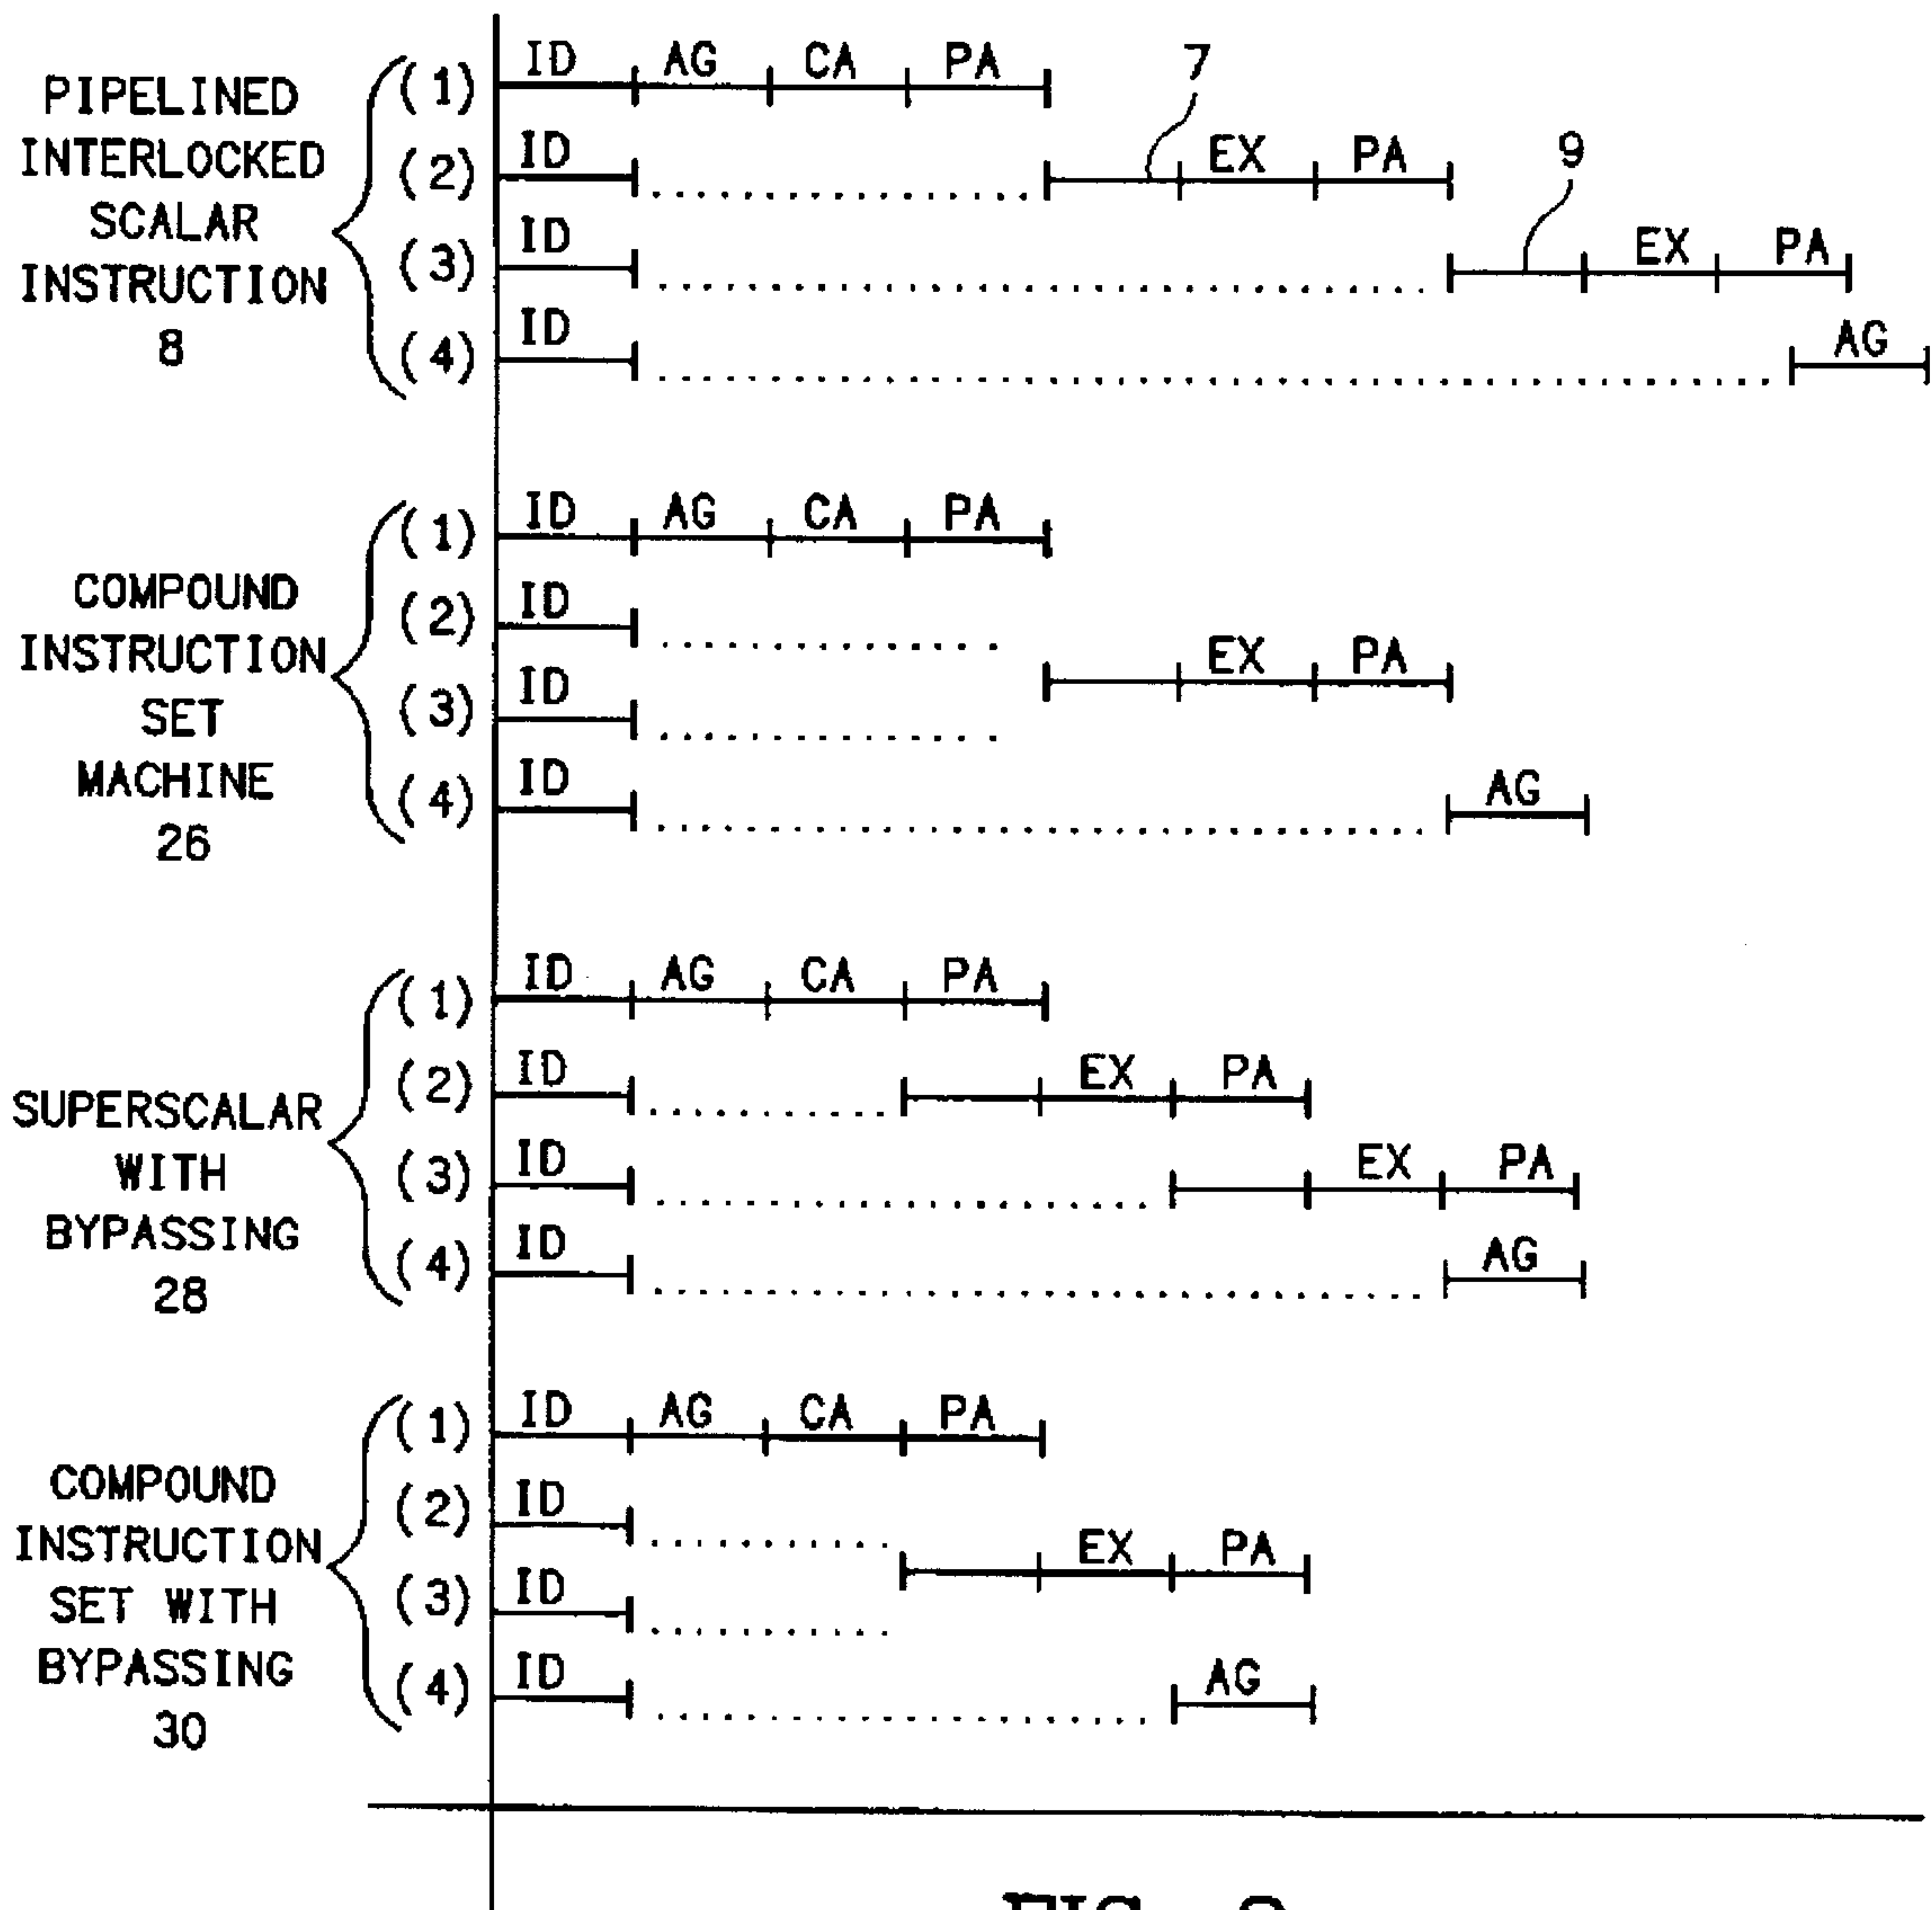 PIPELINED
INTERLOCKED
SCALAR
INSTRUCTION
8
(1) ID AG CA PA
7
(2) ID EX PA
9
(3) ID EX PA
(4) ID AG
COMPOUND
INSTRUCTION
SET
MACHINE
26
(1) ID AG CA PA
(2) ID
EX PA
(3) ID
(4) ID AG
SUPERSCALAR
WITH
BYPASSING
28
(1) ID AG CA PA
(2) ID EX PA
(3) ID EX PA
(4) ID AG
COMPOUND
INSTRUCTION
SET WITH
BYPASSING
30
(1) ID AG CA PA
(2) ID
EX PA
(3) ID
(4) ID AG